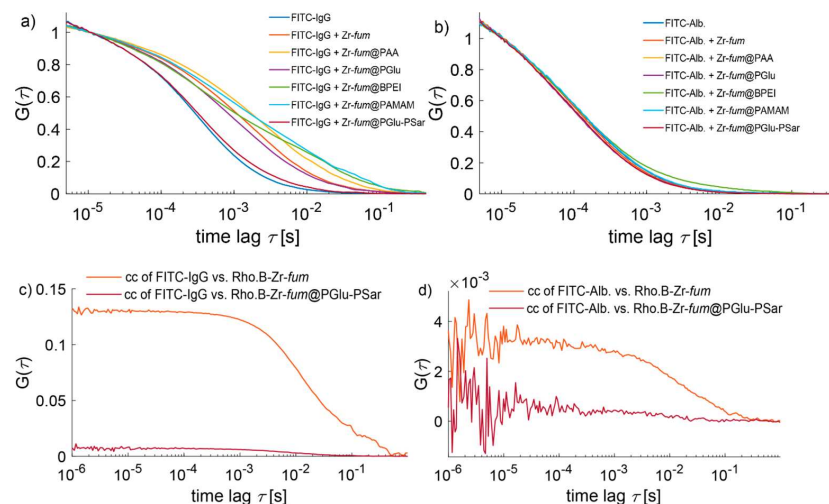 a)
FITC-IgG
FITC-IgG + Zr-fum
FITC-IgG + Zr-fum@PAA
FITC-IgG + Zr-fum@PGlu
FITC-IgG + Zr-fum@BPEI
FITC-IgG + Zr-fum@PAMAM
FITC-IgG + Zr-fum@PGlu-PSar
G(τ)
1
0.8
0.6
0.4
0.2
0
10⁻⁵ 10⁻⁴ 10⁻³ 10⁻² 10⁻¹
time lag τ [s]
b)
FITC-Alb.
FITC-Alb. + Zr-fum
FITC-Alb. + Zr-fum@PAA
FITC-Alb. + Zr-fum@PGlu
FITC-Alb. + Zr-fum@BPEI
FITC-Alb. + Zr-fum@PAMAM
FITC-Alb. + Zr-fum@PGlu-PSar
G(τ)
1
0.8
0.6
0.4
0.2
0
10⁻⁵ 10⁻⁴ 10⁻³ 10⁻² 10⁻¹
time lag τ [s]
c)
cc of FITC-IgG vs. Rho.B-Zr-fum
cc of FITC-IgG vs. Rho.B-Zr-fum@PGlu-PSar
G(τ)
0.15
0.1
0.05
0
10⁻⁶ 10⁻⁵ 10⁻⁴ 10⁻³ 10⁻² 10⁻¹
time lag τ [s]
d)
×10⁻³
cc of FITC-Alb. vs. Rho.B-Zr-fum
cc of FITC-Alb. vs. Rho.B-Zr-fum@PGlu-PSar
G(τ)
4
2
0
10⁻⁶ 10⁻⁵ 10⁻⁴ 10⁻³ 10⁻² 10⁻¹
time lag τ [s]